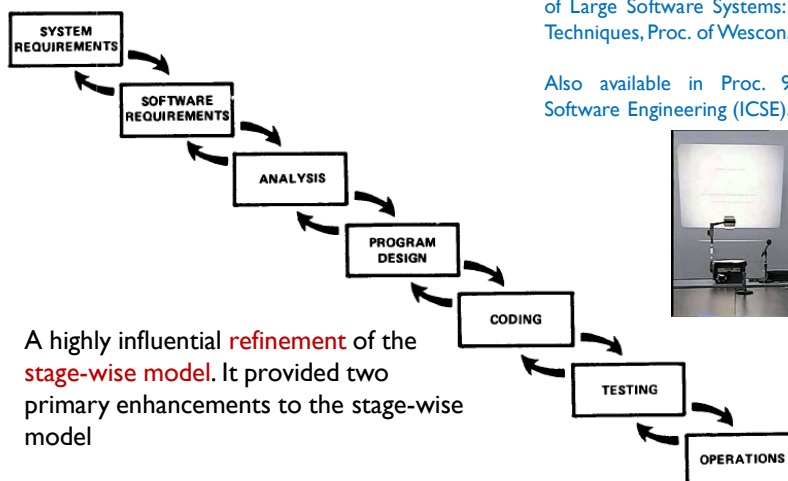 of Large Software Systems:
Techniques, Proc. of Wescon.
Also available in Proc. 9
Software Engineering (ICSE).
SYSTEM
REQUIREMENTS
SOFTWARE
REQUIREMENTS
ANALYSIS
PROGRAM
DESIGN
CODING
TESTING
OPERATIONS
A highly influential refinement of the
stage-wise model. It provided two
primary enhancements to the stage-wise
model